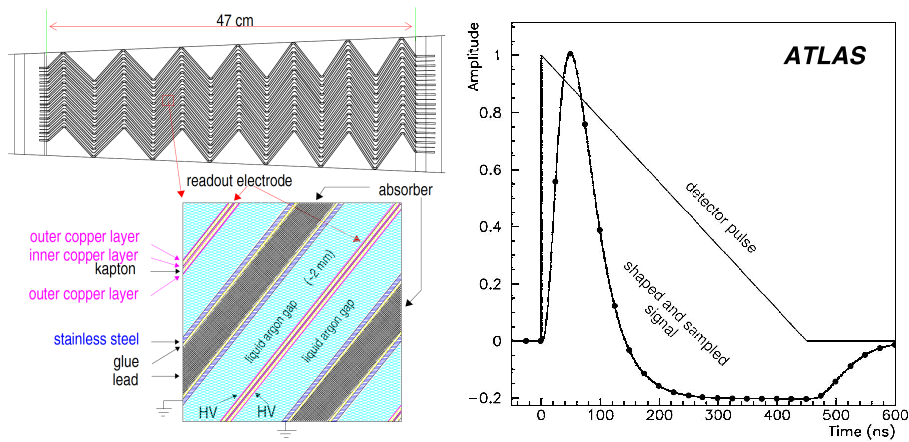 47 cm
readout electrode
absorber
outer copper layer
inner copper layer
kapton
outer copper layer
stainless steel
glue
lead
(~2 mm)
liquid argon gap
liquid argon gap
HV
HV
Amplitude
ATLAS
1
0.8
0.6
0.4
0.2
0
−0.2
detector pulse
shaped and sampled
signal
0
100
200
300
400
500
600
Time (ns)